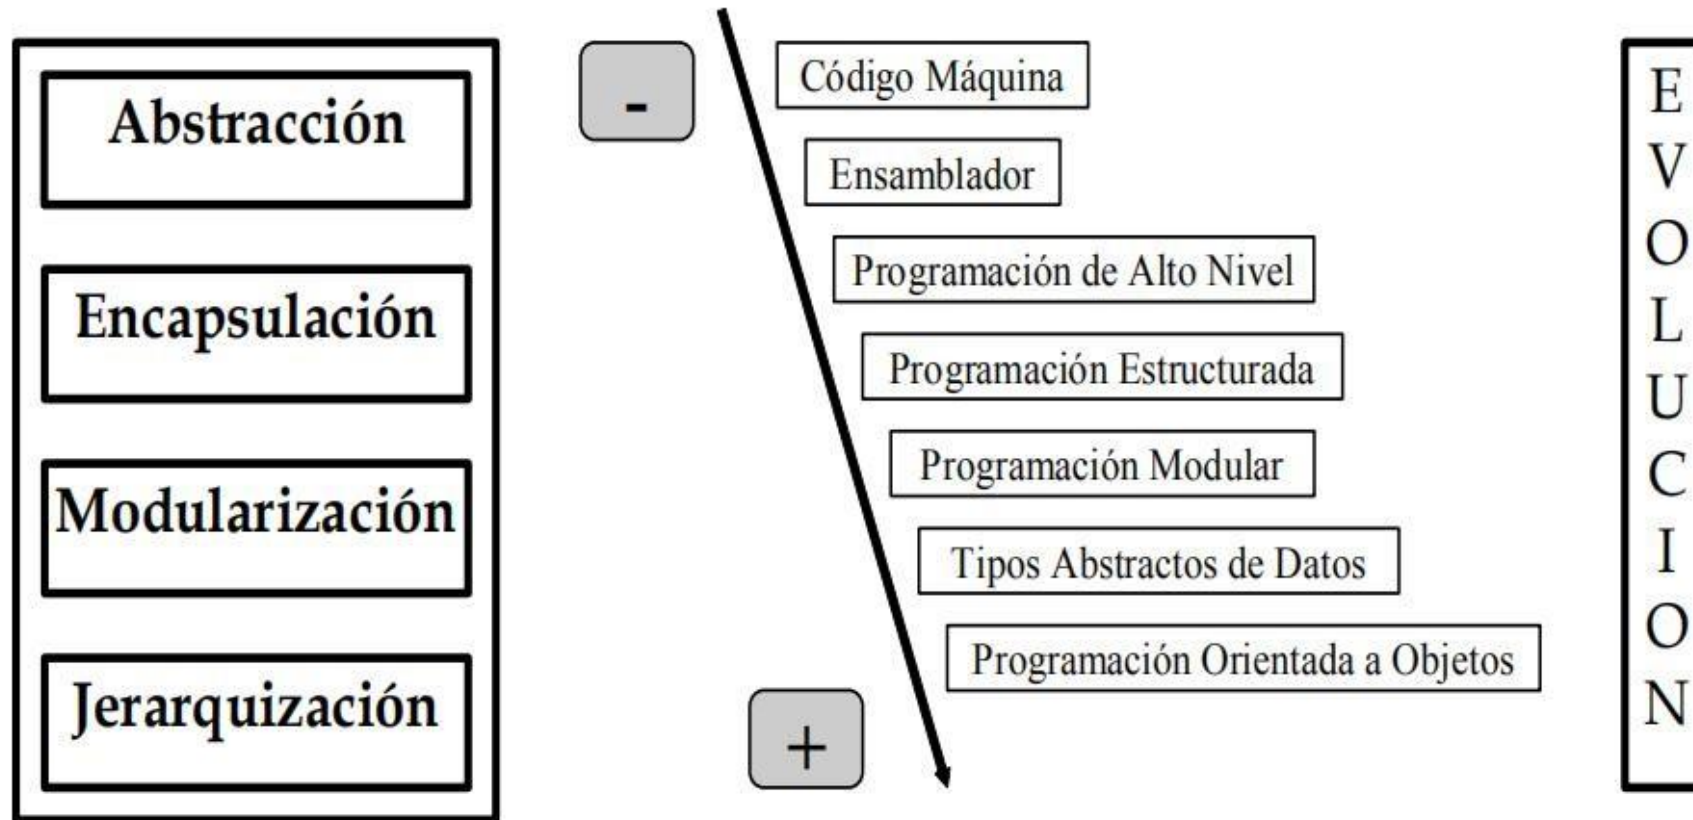 Abstracción
Encapsulación
Modularización
Jerarquización
-
+
Código Máquina
Ensamblador
Programación de Alto Nivel
Programación Estructurada
Programación Modular
Tipos Abstractos de Datos
Programación Orientada a Objetos
E
V
O
L
U
C
I
O
N